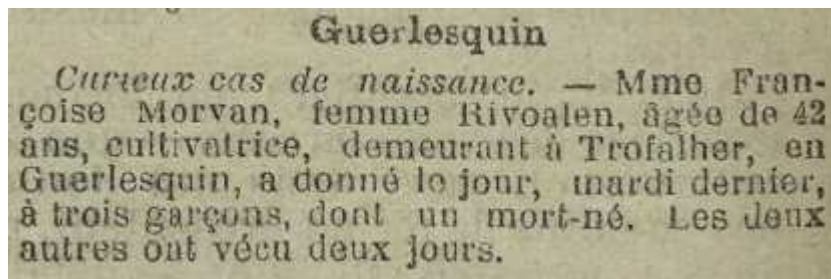 Guerlesquin
Curieux cas de naissance. — Mme Fran-
çoise Morvan, femme Rivoalen, âgée de 42
ans, cultivatrice, demeurant à Trofalher, en
Guerlesquin, a donné le jour, mardi dernier,
à trois garçons, dont un mort-né. Les deux
autres ont vécu deux jours.